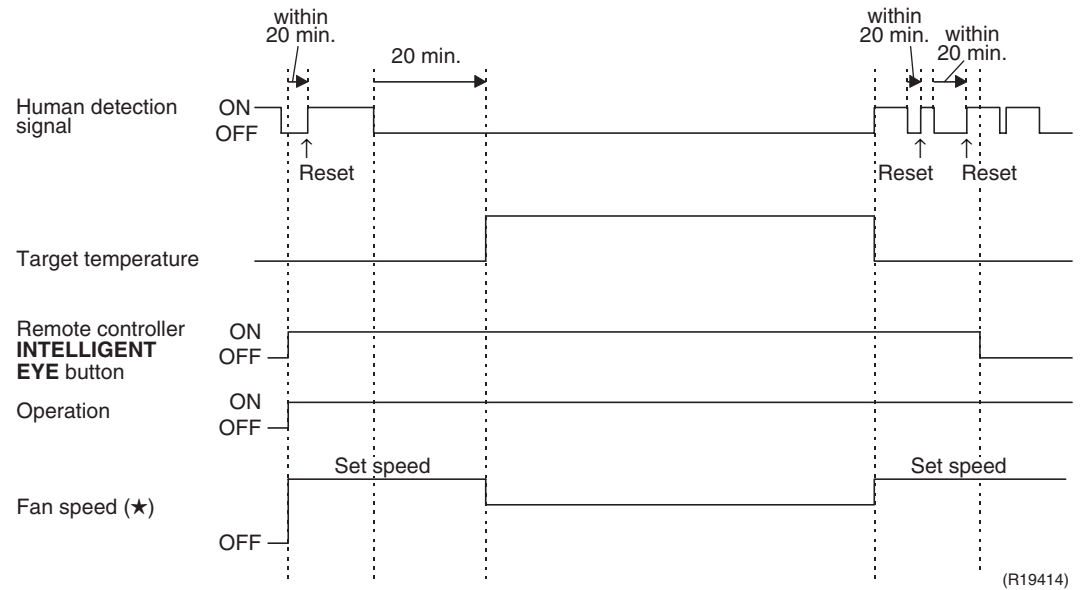 within
20 min.
20 min.
within
20 min.
within
20 min.
Human detection
signal
ON
OFF
↑
Reset
↑
Reset
↑
Reset
Target temperature
Remote controller
INTELLIGENT
EYE button
ON
OFF
Operation
ON
OFF
Set speed
Set speed
Fan speed (★)
OFF
(R19414)